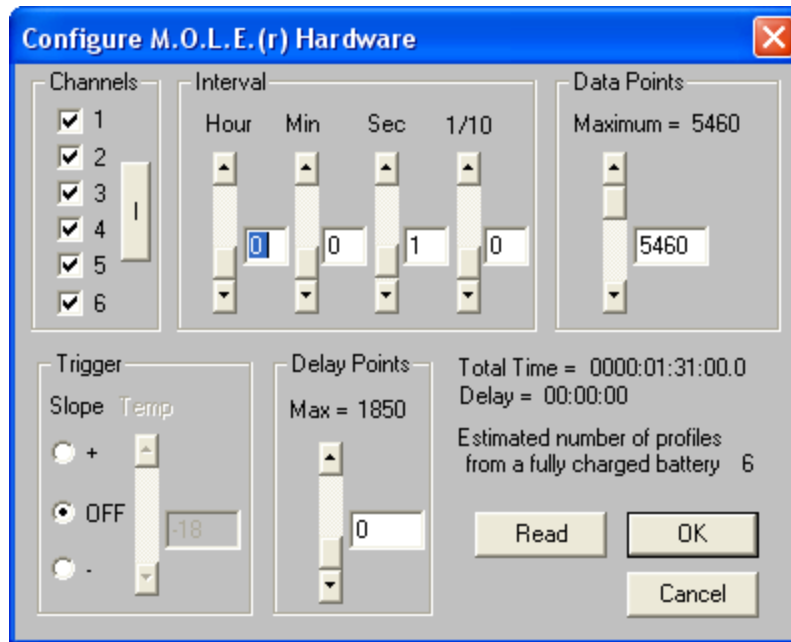 Configure M.O.L.E.(r) Hardware
Channels
1
2
3
4
5
6
I
Interval
Hour Min Sec 1/10
0 0 1 0
Data Points
Maximum = 5460
5460
Trigger
Slope Temp
+
OFF
-
-18
Delay Points
Max = 1850
0
Total Time = 0000:01:31:00.0
Delay = 00:00:00
Estimated number of profiles
from a fully charged battery 6
Read OK
Cancel